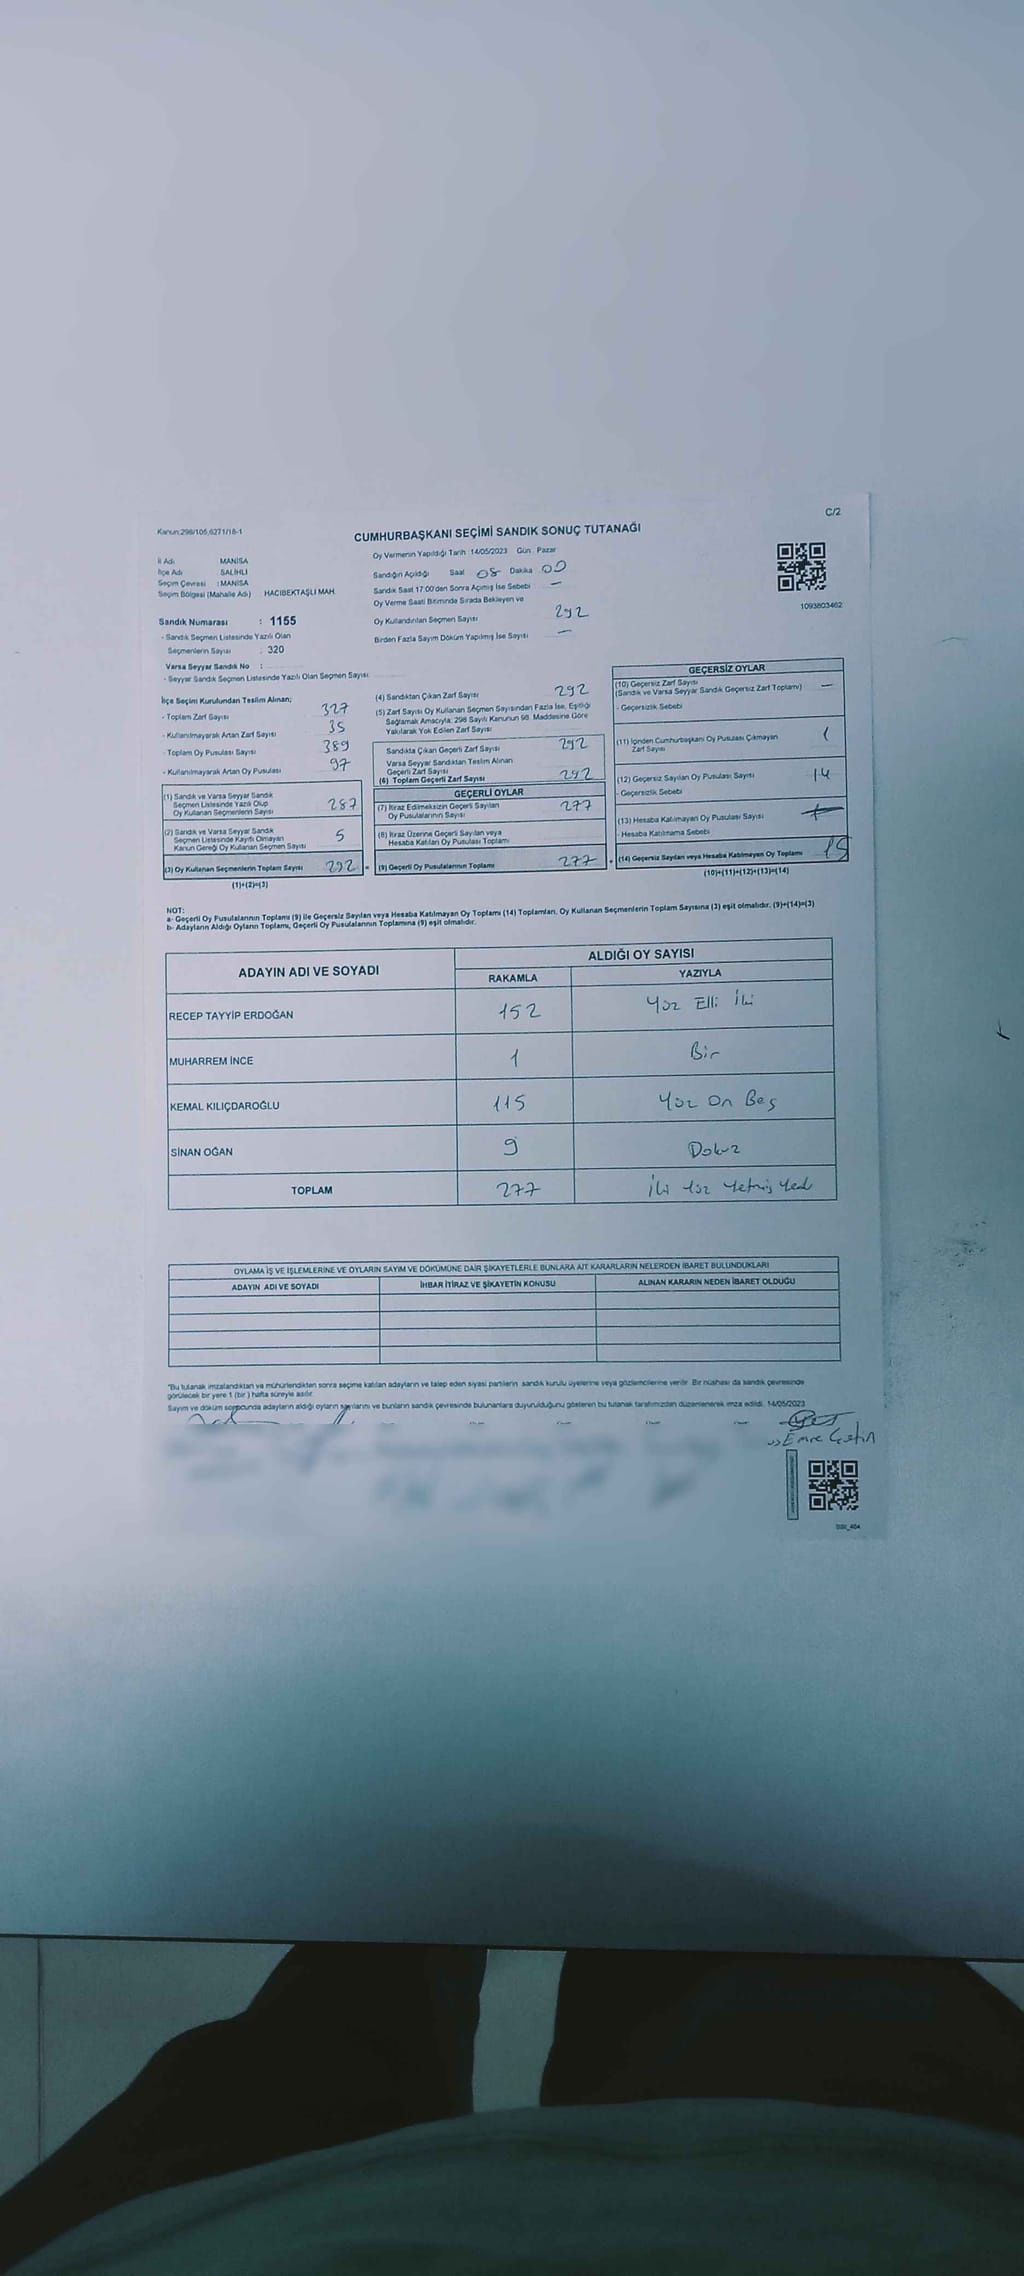 C/2
Kanun:298/105,6271/18-1
CUMHURBAŞKANI SEÇİMİ SANDIK SONUÇ TUTANAĞI
İl Adı MANİSA
İlçe Adı SALİHLİ
Seçim Çevresi : MANİSA
Seçim Bölgesi (Mahalle Adı) HACIBEKTAŞLI MAH.
Sandık Numarası : 1155
- Sandık Seçmen Listesinde Yazılı Olan
Seçmenlerin Sayısı : 320
Varsa Seyyar Sandık No :
- Seyyar Sandık Seçmen Listesinde Yazılı Olan Seçmen Sayısı:
Oy Vermenin Yapıldığı Tarih :14/05/2023 Gün : Pazar
Sandığın Açıldığı Saat 08 Dakika 00
Sandık Saat 17:00'den Sonra Açılmış İse Sebebi : —
Oy Verme Saati Bitiminde Sırada Bekleyen ve
Oy Kullandırılan Seçmen Sayısı 292
Birden Fazla Sayım Döküm Yapılmış İse Sayısı : —
1093803462
İlçe Seçim Kurulundan Teslim Alınan;
- Toplam Zarf Sayısı 327
- Kullanılmayarak Artan Zarf Sayısı 35
- Toplam Oy Pusulası Sayısı 389
- Kullanılmayarak Artan Oy Pusulası 97
(1) Sandık ve Varsa Seyyar Sandık
Seçmen Listesinde Yazılı Olup
Oy Kullanan Seçmenlerin Sayısı 287
(2) Sandık ve Varsa Seyyar Sandık
Seçmen Listesinde Kayıtlı Olmayan
Kanun Gereği Oy Kullanan Seçmen Sayısı 5
(3) Oy Kullanan Seçmenlerin Toplam Sayısı 292 =
(1)+(2)=(3)
(4) Sandıktan Çıkan Zarf Sayısı 292
(5) Zarf Sayısı Oy Kullanan Seçmen Sayısından Fazla İse, Eşitliği
Sağlamak Amacıyla; 298 Sayılı Kanunun 98. Maddesine Göre
Yakılarak Yok Edilen Zarf Sayısı
Sandıkta Çıkan Geçerli Zarf Sayısı 292
Varsa Seyyar Sandıktan Teslim Alınan
Geçerli Zarf Sayısı
(6) Toplam Geçerli Zarf Sayısı 292
GEÇERLİ OYLAR
(7) İtiraz Edilmeksizin Geçerli Sayılan
Oy Pusulalarının Sayısı 277
(8) İtiraz Üzerine Geçerli Sayılan veya
Hesaba Katılan Oy Pusulası Toplamı
(9) Geçerli Oy Pusulalarının Toplamı 277 +
GEÇERSİZ OYLAR
(10) Geçersiz Zarf Sayısı
(Sandık ve Varsa Seyyar Sandık Geçersiz Zarf Toplamı) —
- Geçersizlik Sebebi
(11) İçinden Cumhurbaşkanı Oy Pusulası Çıkmayan
Zarf Sayısı 1
(12) Geçersiz Sayılan Oy Pusulası Sayısı 14
- Geçersizlik Sebebi
(13) Hesaba Katılmayan Oy Pusulası Sayısı
- Hesaba Katılmama Sebebi
(14) Geçersiz Sayılan veya Hesaba Katılmayan Oy Toplamı 15
(10)+(11)+(12)+(13)=(14)
NOT:
a- Geçerli Oy Pusulalarının Toplamı (9) ile Geçersiz Sayılan veya Hesaba Katılmayan Oy Toplamı (14) Toplamları, Oy Kullanan Seçmenlerin Toplam Sayısına (3) eşit olmalıdır. (9)+(14)=(3)
b- Adayların Aldığı Oyların Toplamı, Geçerli Oy Pusulalarının Toplamına (9) eşit olmalıdır.
ADAYIN ADI VE SOYADI ALDIĞI OY SAYISI
RAKAMLA YAZIYLA
RECEP TAYYİP ERDOĞAN 152 Yüz Elli İki
MUHARREM İNCE 1 Bir
KEMAL KILIÇDAROĞLU 115 Yüz On Beş
SİNAN OĞAN 9 Dokuz
TOPLAM 277 İki Yüz Yetmiş Yedi
OYLAMA İŞ VE İŞLEMLERİNE VE OYLARIN SAYIM VE DÖKÜMÜNE DAİR ŞİKAYETLERLE BUNLARA AİT KARARLARIN NELERDEN İBARET BULUNDUKLARI
ADAYIN ADI VE SOYADI İHBAR İTİRAZ VE ŞİKAYETİN KONUSU ALINAN KARARIN NEDEN İBARET OLDUĞU
*Bu tutanak imzalandıktan ve mühürlendikten sonra seçime katılan adayların ve talep eden siyasi partilerin sandık kurulu üyelerine veya gözlemcilerine verilir. Bir nüshası da sandık çevresinde
görülecek bir yere 1 (bir ) hafta süreyle asılır.
Sayım ve döküm sonucunda adayların aldığı oyların sayılarını ve bunların sandık çevresinde bulunanlara duyurulduğunu gösteren bu tutanak tarafımızdan düzenlenerek imza edildi. 14/05/2023
Emre Çetin